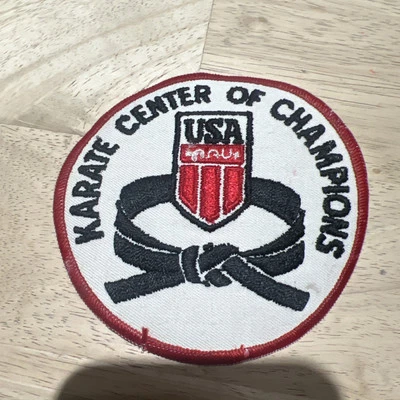 KARATE CENTER OF CHAMPIONS
USA